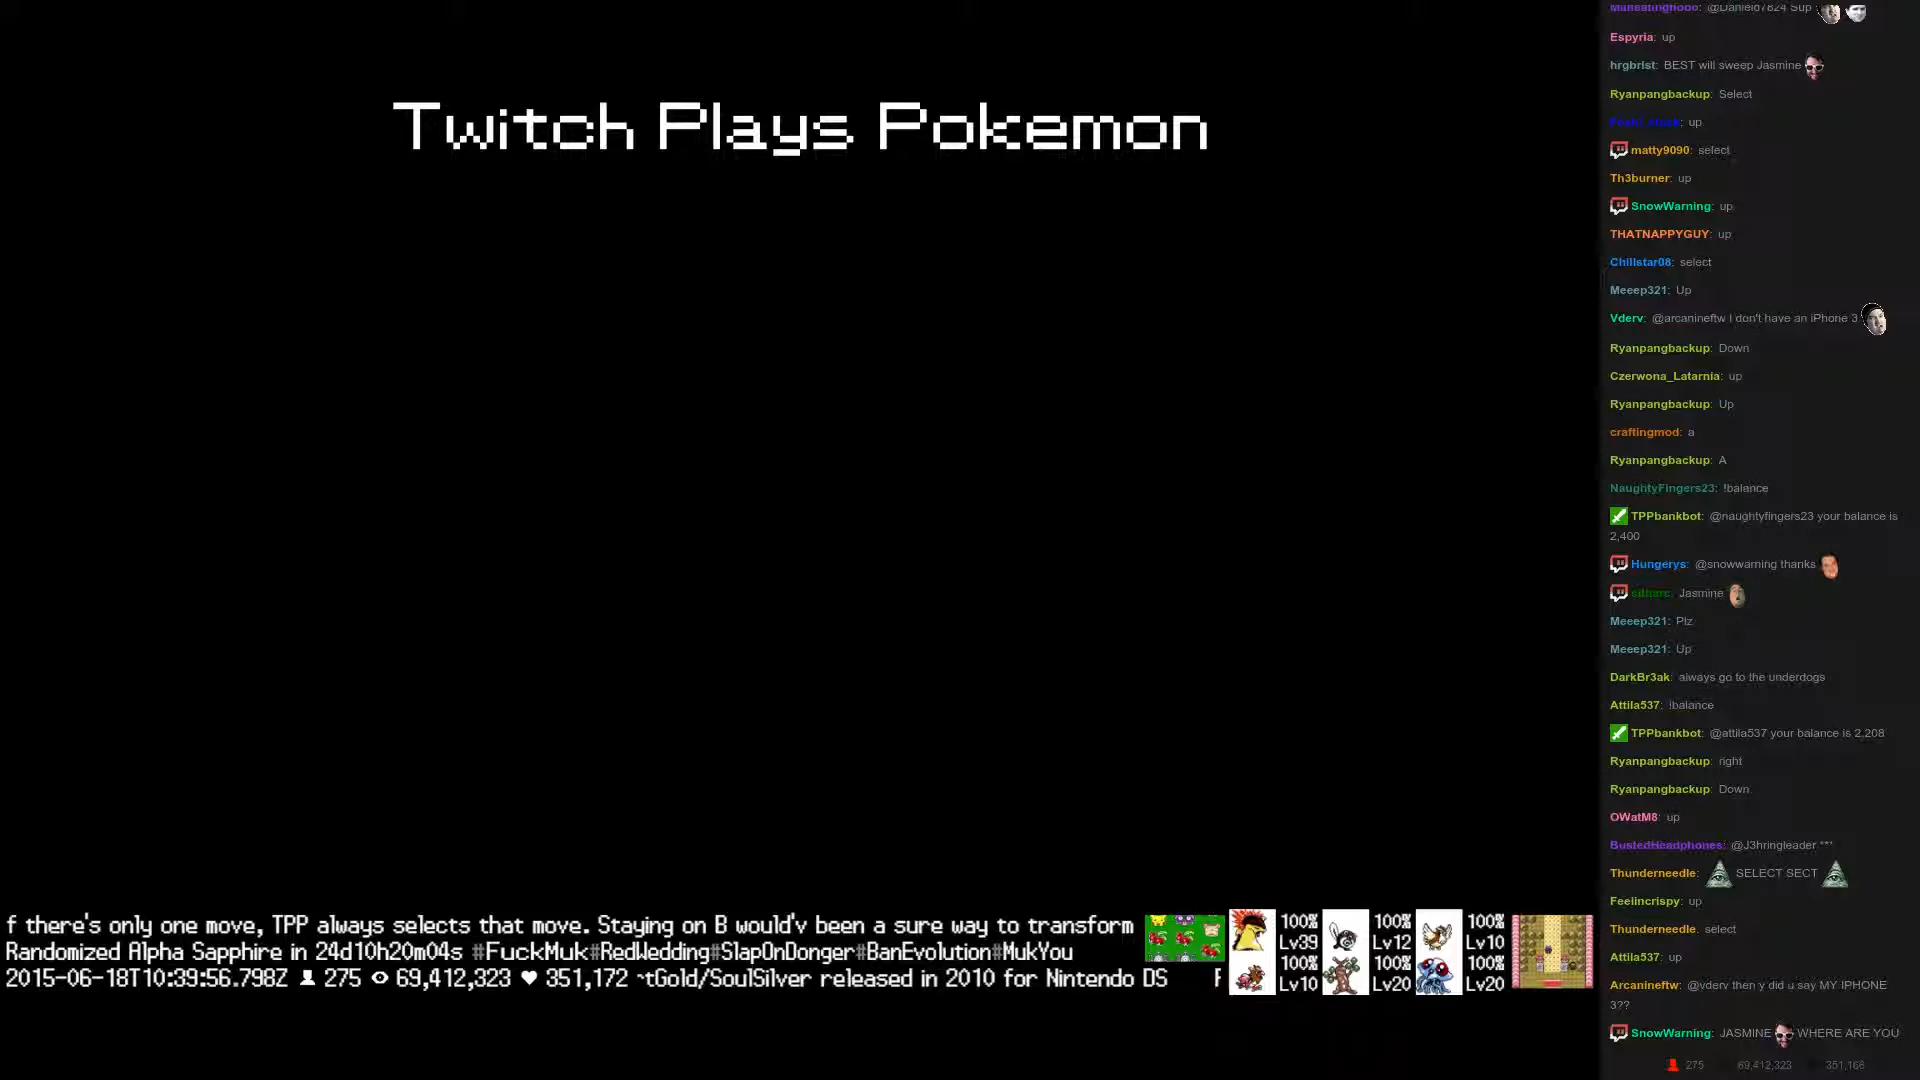 Twitch Plays Pokemon
f there's only one move, TPP always selects that move. Staying on B would'v been a sure way to transform
Randomized Alpha Sapphire in 24d10h20m04s #FuckMuk#RedWedding#SlapOnDonger#BanEvolution#MukYou
2015-06-18T10:39:56.798Z 275 69,412,323 351,172 ~tGold/SoulSilver released in 2010 for Nintendo DS
100% 100% 100%
Lv39 Lv12 Lv10
100% 100% 100%
Lv10 Lv20 Lv20
@Danield7824 Sup
Espyria: up
hrgbrist: BEST will sweep Jasmine
Ryanpangbackup: Select
up
matty9090: select
Th3burner: up
SnowWarning: up
THATNAPPYGUY: up
Chillstar08: select
Meeep321: Up
Vderv: @arcanineftw I don't have an iPhone 3
Ryanpangbackup: Down
Czerwona_Latarnia: up
Ryanpangbackup: Up
craftingmod: a
Ryanpangbackup: A
NaughtyFingers23: !balance
TPPbankbot: @naughtyfingers23 your balance is
2,400
Hungerys: @snowwarning thanks
Jasmine
Meeep321: Plz
Meeep321: Up
DarkBr3ak: always go to the underdogs
Attila537: !balance
TPPbankbot: @attila537 your balance is 2,208
Ryanpangbackup: right
Ryanpangbackup: Down
OWatM8: up
BustedHeadphones: @J3hringleader ***
Thunderneedle: SELECT SECT
Feelincrispy: up
Thunderneedle: select
Attila537: up
Arcanineftw: @vderv then y did u say MY IPHONE
3??
SnowWarning: JASMINE WHERE ARE YOU
275 69,412,323 351,168